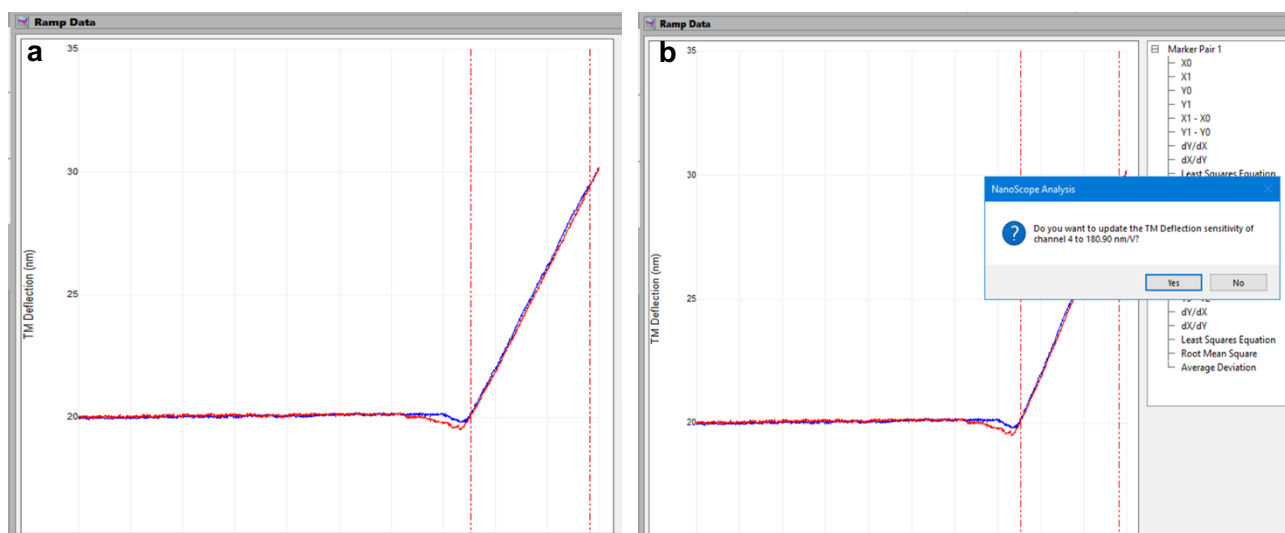 Ramp Data
a
35
30
25
20
TM Deflection (nm)
Ramp Data
b
35
30
25
20
TM Deflection (nm)
Marker Pair 1
X0
X1
Y0
Y1
X1 - X0
Y1 - Y0
dY/dX
dX/dY
Least Squares Equation
NanoScope Analysis
Do you want to update the TM Deflection sensitivity of
channel 4 to 180.90 nm/V?
Yes
No
dY/dX
dX/dY
Least Squares Equation
Root Mean Square
Average Deviation